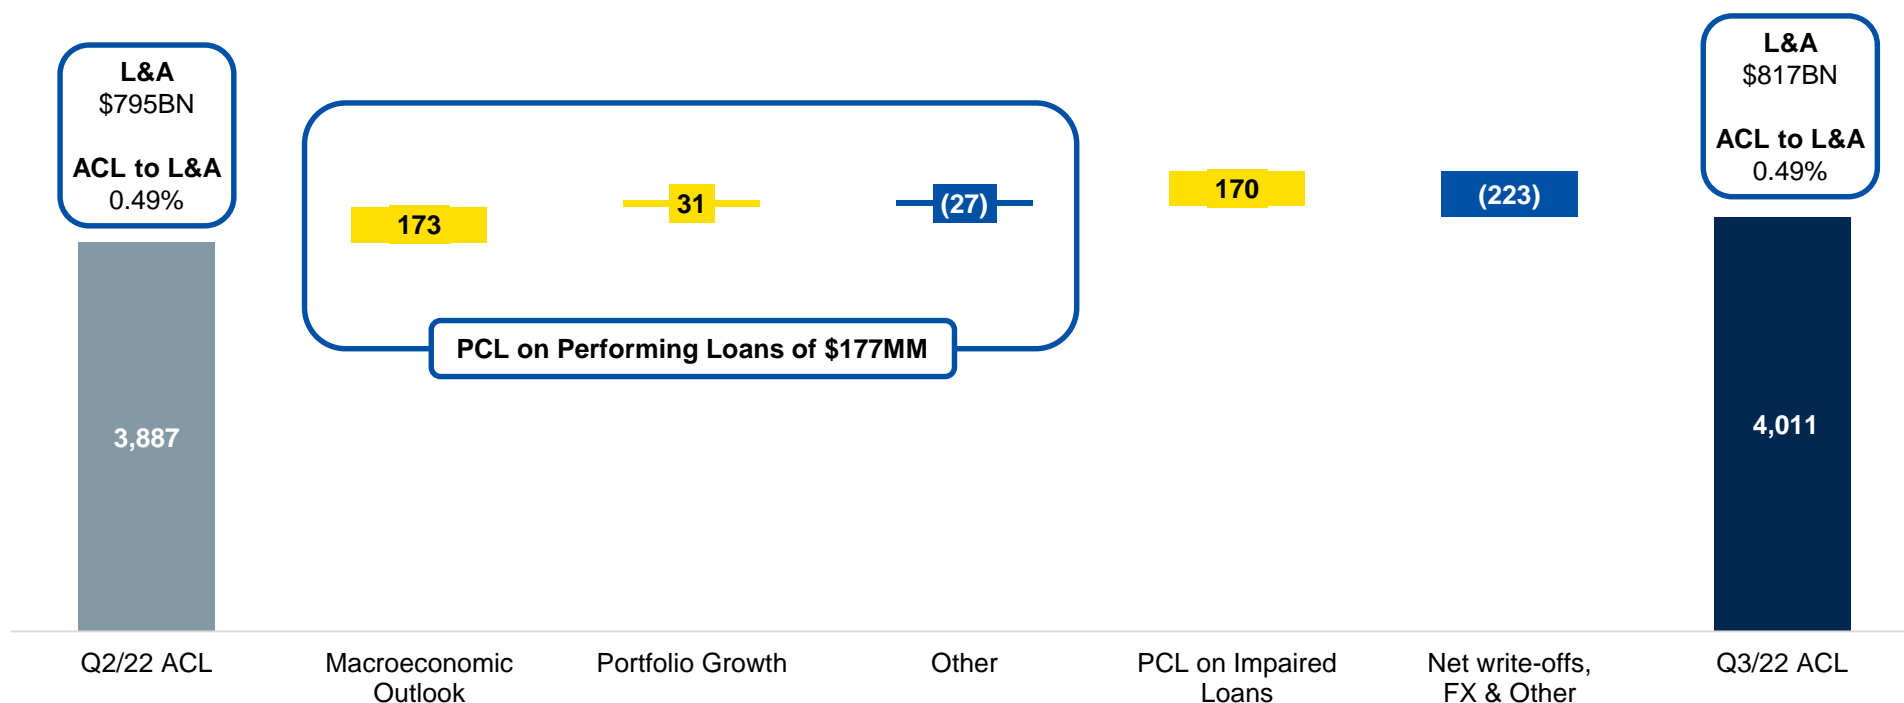 L&A
$795BN
ACL to L&A
0.49%
L&A
$817BN
ACL to L&A
0.49%
173
31
(27)
170
(223)
PCL on Performing Loans of $177MM
3,887
4,011
Q2/22 ACL
Macroeconomic
Outlook
Portfolio Growth
Other
PCL on Impaired
Loans
Net write-offs,
FX & Other
Q3/22 ACL